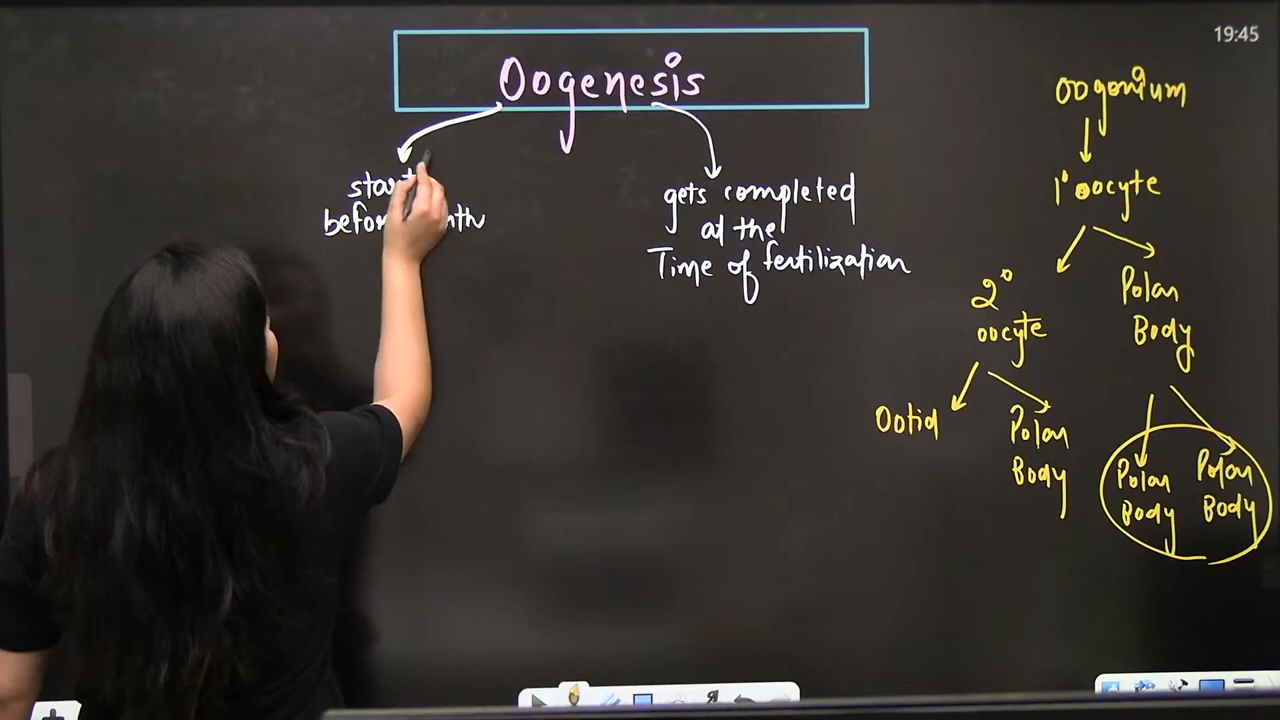 19:45
Oogenesis
gets completed
at the
Time of fertilization
Oogonium
1° oocyte
2°
oocyte
Polar
Body
Ootid
Polar
Body
Polar
Body
Polar
Body